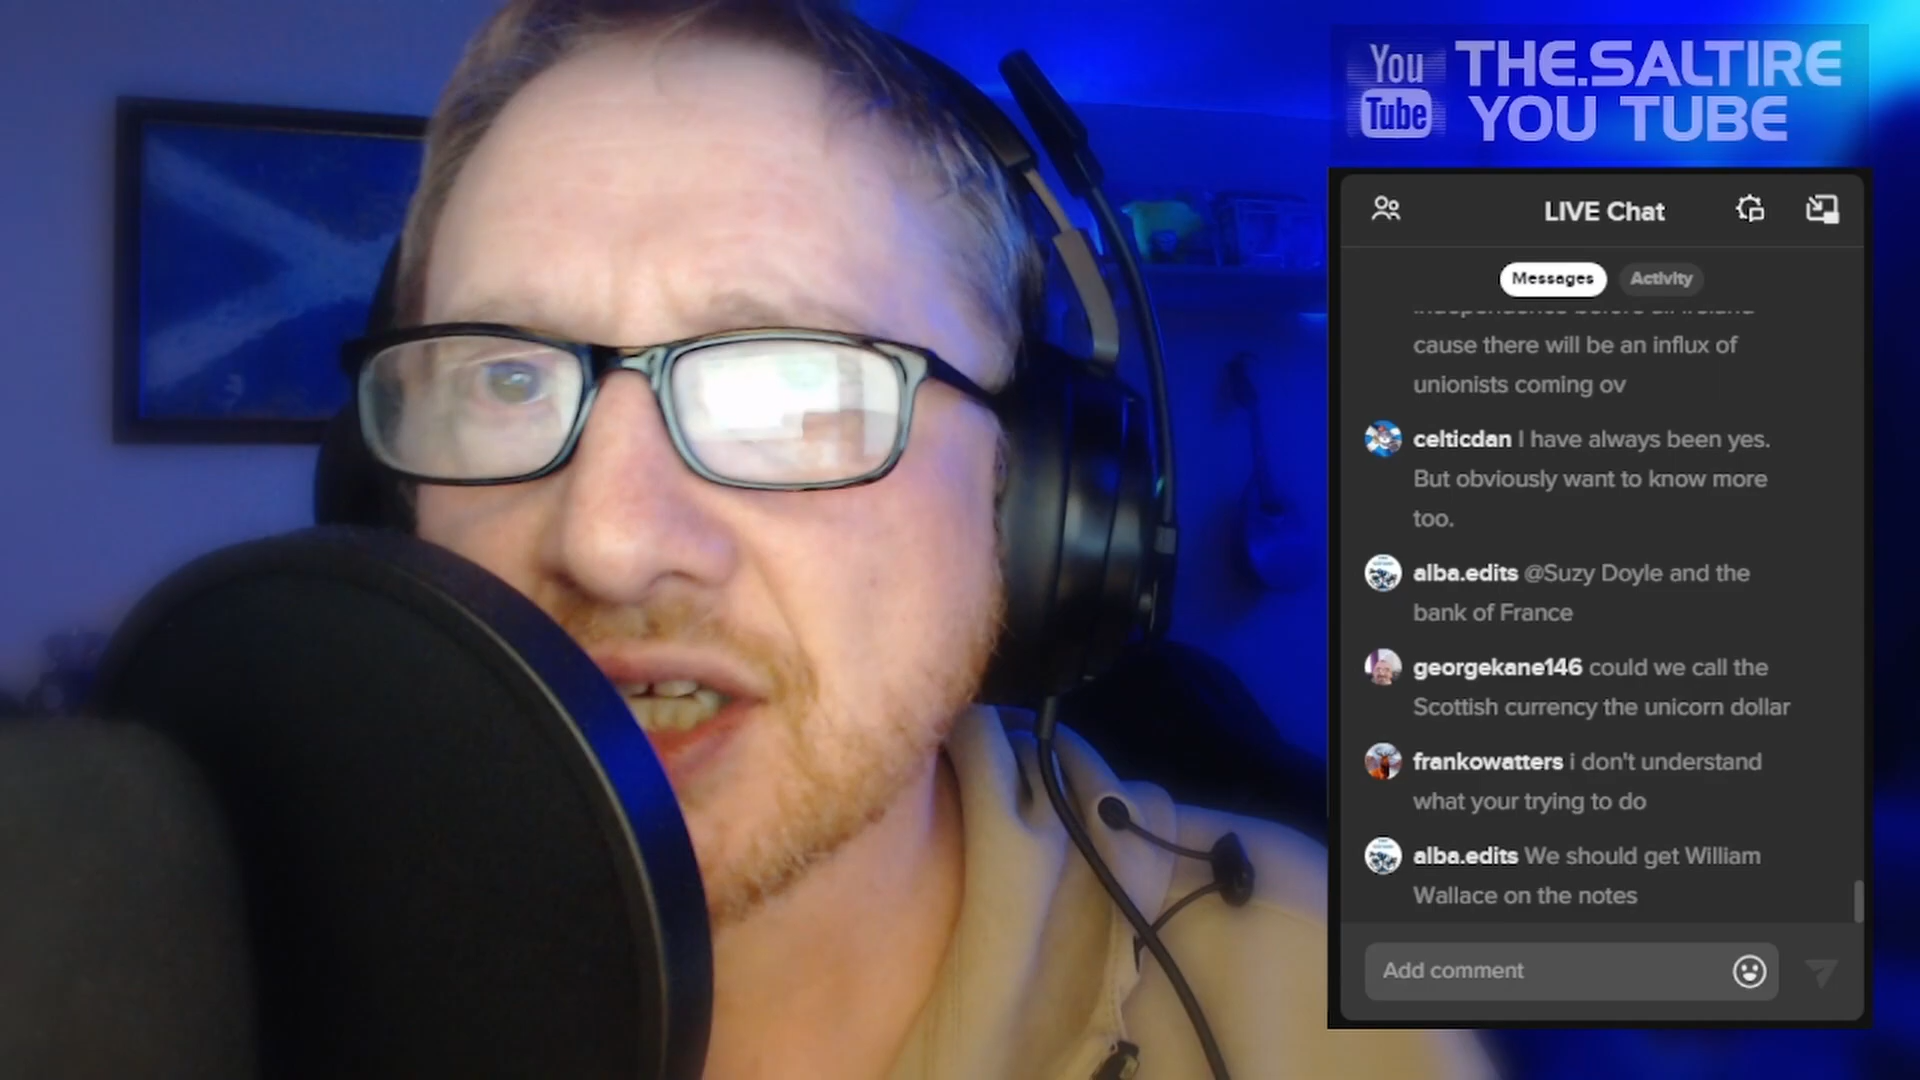 You
Tube
THE.SALTIRE
YOU TUBE
LIVE Chat
Messages
Activity
cause there will be an influx of
unionists coming ov
celticdan I have always been yes.
But obviously want to know more
too.
alba.edits @Suzy Doyle and the
bank of France
georgekane146 could we call the
Scottish currency the unicorn dollar
frankowatters i don't understand
what your trying to do
alba.edits We should get William
Wallace on the notes
Add comment